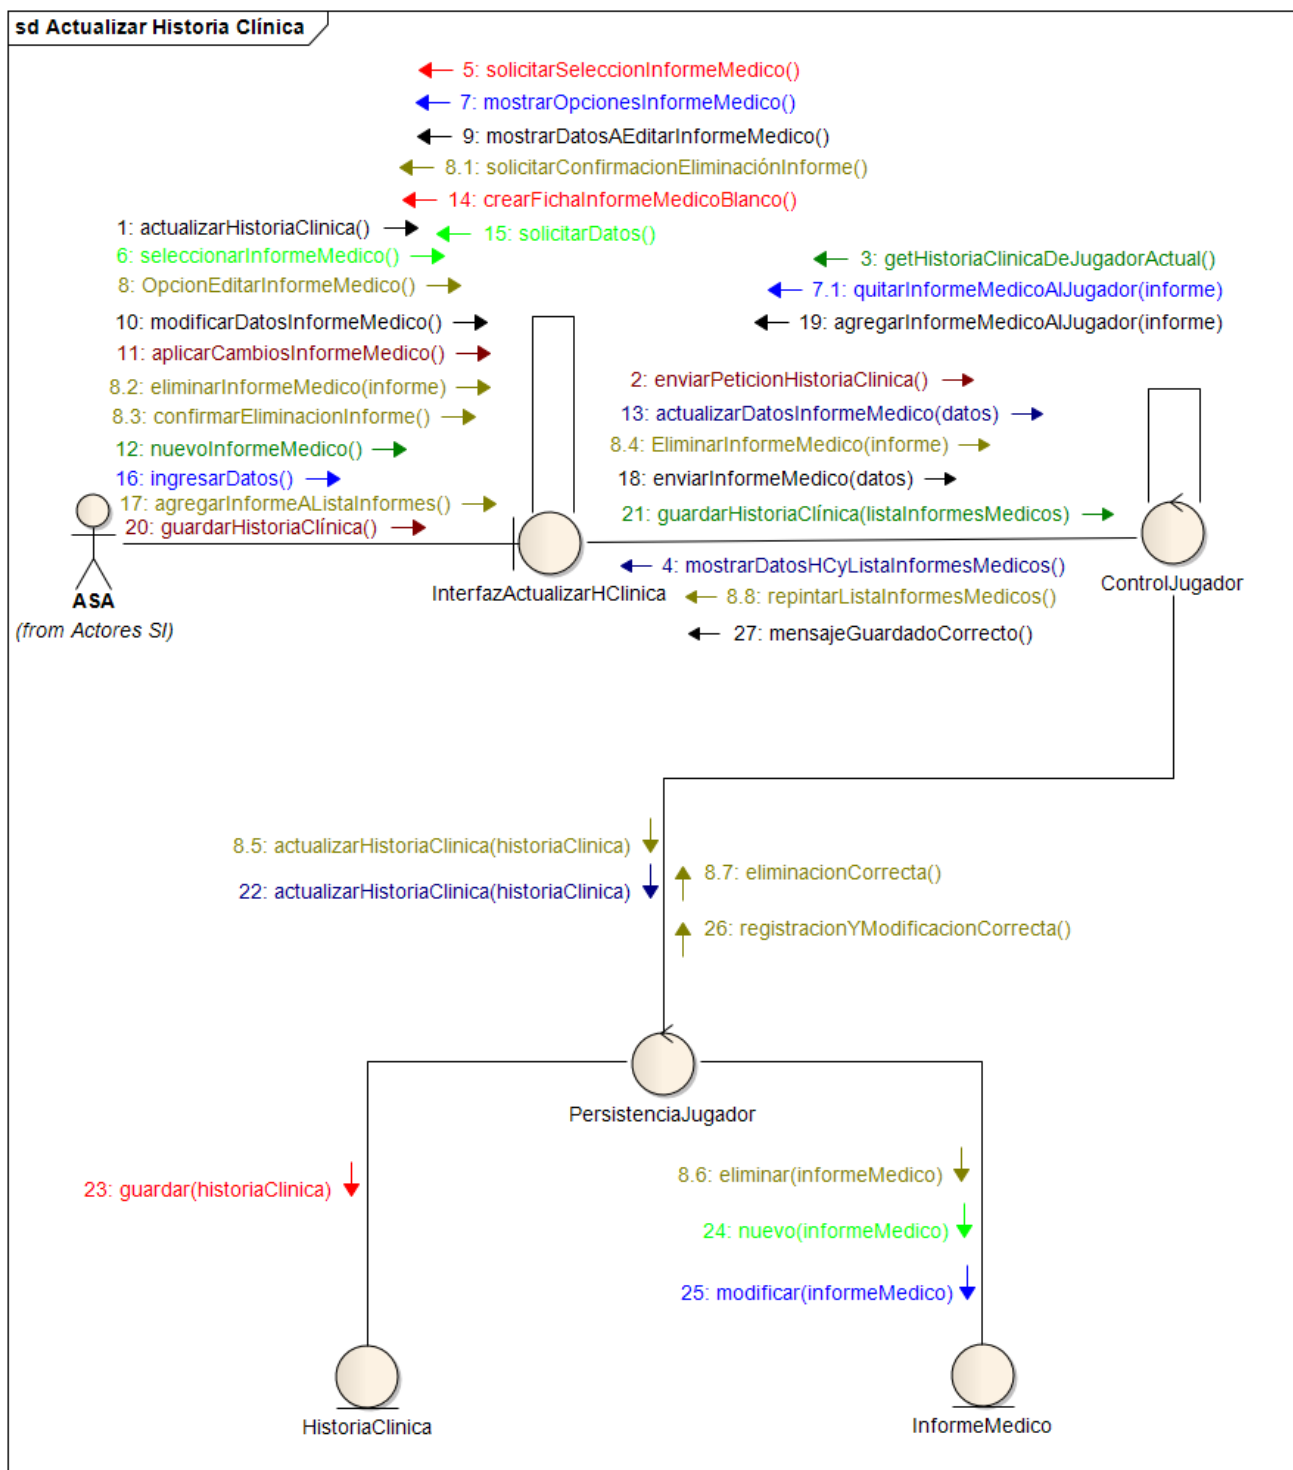 sd Actualizar Historia Clínica
5: solicitarSeleccionInformeMedico()
7: mostrarOpcionesInformeMedico()
9: mostrarDatosAEditarInformeMedico()
8.1: solicitarConfirmacionEliminaciónInforme()
14: crearFichaInformeMedicoBlanco()
1: actualizarHistoriaClinica()
15: solicitarDatos()
6: seleccionarInformeMedico()
3: getHistoriaClinicaDeJugadorActual()
8: OpcionEditarInformeMedico()
7.1: quitarInformeMedicoAlJugador(informe)
10: modificarDatosInformeMedico()
19: agregarInformeMedicoAlJugador(informe)
11: aplicarCambiosInformeMedico()
8.2: eliminarInformeMedico(informe)
2: enviarPeticionHistoriaClinica()
8.3: confirmarEliminacionInforme()
13: actualizarDatosInformeMedico(datos)
12: nuevoInformeMedico()
8.4: EliminarInformeMedico(informe)
16: ingresarDatos()
18: enviarInformeMedico(datos)
17: agregarInformeAListaInformes()
21: guardarHistoriaClínica(listaInformesMedicos)
20: guardarHistoriaClínica()
4: mostrarDatosHCyListaInformesMedicos()
ControlJugador
InterfazActualizarHClinica
ASA
8.8: repintarListaInformesMedicos()
(from Actores SI)
27: mensajeGuardadoCorrecto()
8.5: actualizarHistoriaClinica(historiaClinica)
8.7: eliminacionCorrecta()
22: actualizarHistoriaClinica(historiaClinica)
26: registracionYModificacionCorrecta()
PersistenciaJugador
8.6: eliminar(informeMedico)
23: guardar(historiaClinica)
24: nuevo(informeMedico)
25: modificar(informeMedico)
HistoriaClinica
InformeMedico